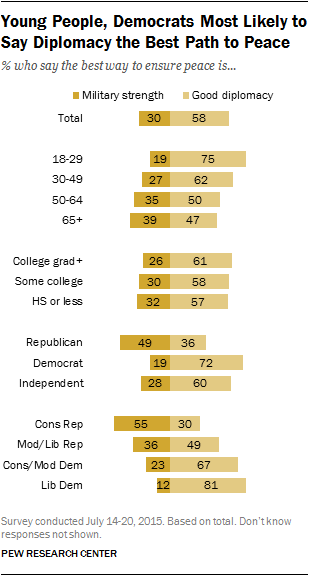 Young People, Democrats Most Likely to
Say Diplomacy the Best Path to Peace
% who say the best way to ensure peace is...
Military strength Good diplomacy
Total 30 58
18-29 19 75
30-49 27 62
50-64 35 50
65+ 39 47
College grad+ 26 61
Some college 30 58
HS or less 32 57
Republican 49 36
Democrat 19 72
Independent 28 60
Cons Rep 55 30
Mod/Lib Rep 36 49
Cons/Mod Dem 23 67
Lib Dem 12 81
Survey conducted July 14-20, 2015. Based on total. Don't know
responses not shown.
PEW RESEARCH CENTER